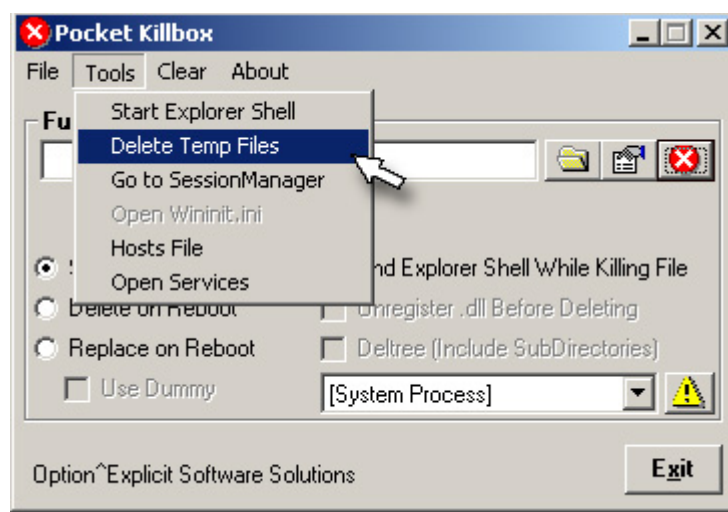 Pocket Killbox
File Tools Clear About
Start Explorer Shell
Delete Temp Files
Go to SessionManager
Open Wininit.ini
Hosts File
Open Services
Explorer Shell While Killing File
Delete on Reboot
Unregister .dll Before Deleting
Replace on Reboot
Deltree (Include SubDirectories)
Use Dummy
[System Process]
Option^Explicit Software Solutions
Exit